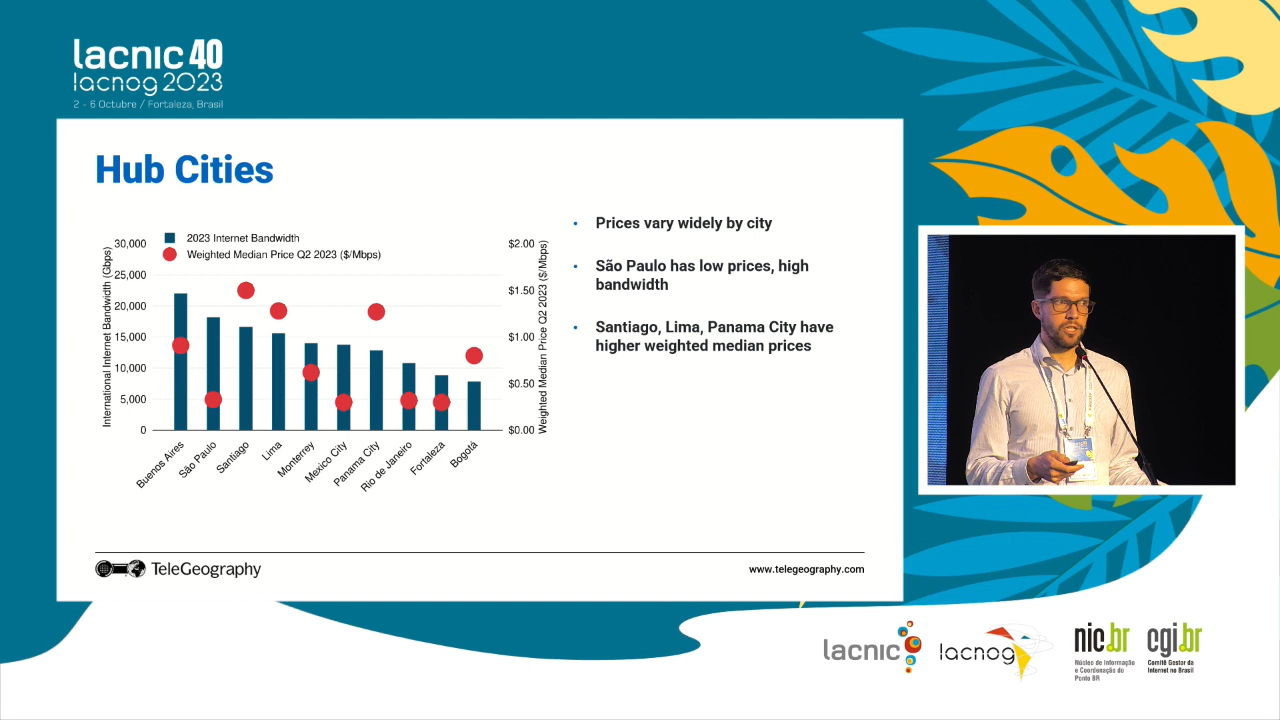 lacnic 40
lacnog 2023
2 - 6 Octubre / Fortaleza, Brasil
Hub Cities
2023 Internet Bandwidth
Weighted Median Price Q2 2023 ($/Mbps)
International Internet Bandwidth (Gbps)
30,000
25,000
20,000
15,000
10,000
5,000
0
$2.00
$1.50
$1.00
$0.50
$0.00
Weighted Median Price Q2 2023 ($/Mbps)
Buenos Aires
São Paulo
Santiago
Lima
Monterrey
Mexico City
Panama City
Rio de Janeiro
Fortaleza
Bogotá
• Prices vary widely by city
• São Paulo has low prices, high
bandwidth
• Santiago, Lima, Panama City have
higher weighted median prices
TeleGeography
www.telegeography.com
lacnic
lacnog
nic.br
Núcleo de Informação
e Coordenação do
Ponto BR
cgi.br
Comitê Gestor da
Internet no Brasil